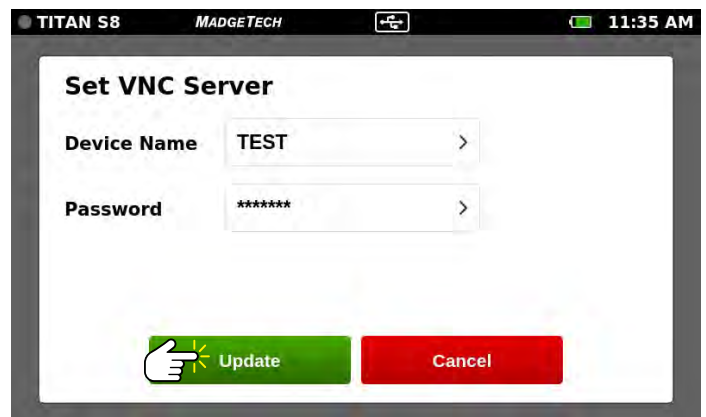 TITAN S8 MADGETECH 11:35 AM
Set VNC Server
Device Name TEST
Password *******
Update Cancel